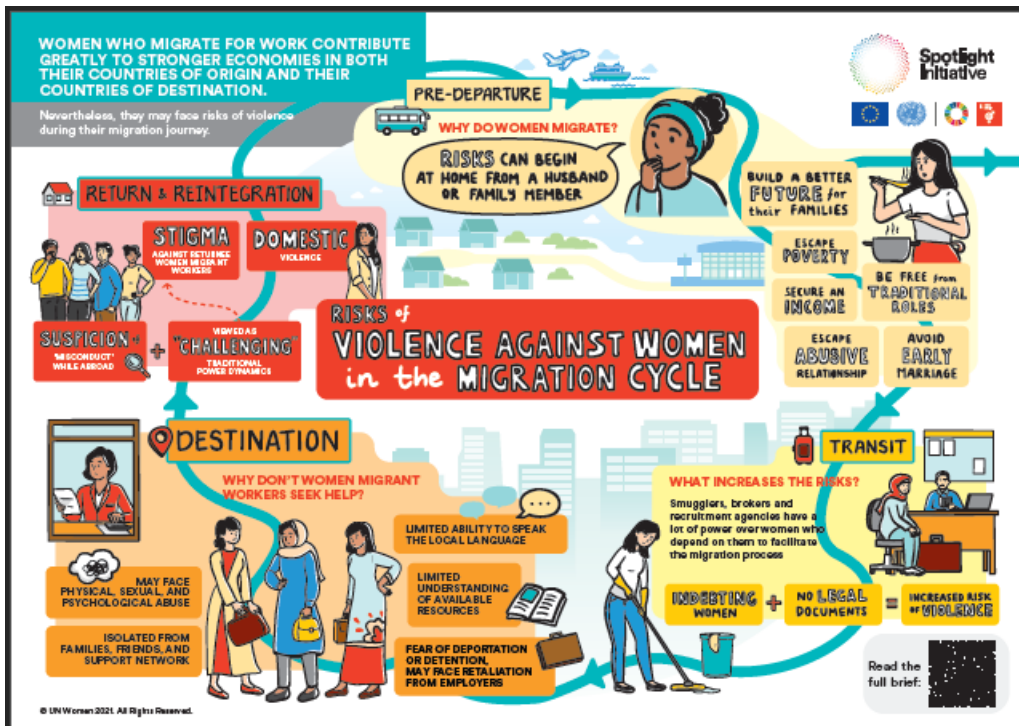 WOMEN WHO MIGRATE FOR WORK CONTRIBUTE
GREATLY TO STRONGER ECONOMIES IN BOTH
THEIR COUNTRIES OF ORIGIN AND THEIR
COUNTRIES OF DESTINATION.
Nevertheless, they may face risks of violence
during their migration journey.
Spotlight
Initiative
PRE-DEPARTURE
WHY DO WOMEN MIGRATE?
RISKS CAN BEGIN
AT HOME FROM A HUSBAND
OR FAMILY MEMBER
BUILD A BETTER
FUTURE for
their FAMILIES
ESCAPE
POVERTY
SECURE AN
INCOME
BE FREE from
TRADITIONAL
ROLES
ESCAPE
ABUSIVE
RELATIONSHIP
AVOID
EARLY
MARRIAGE
RETURN & REINTEGRATION
STIGMA
AGAINST RETURNEE
WOMEN MIGRANT
WORKERS
DOMESTIC
VIOLENCE
SUSPICION of
'MISCONDUCT'
WHILE ABROAD
+
VIEWED AS
"CHALLENGING"
TRADITIONAL
POWER DYNAMICS
RISKS of
VIOLENCE AGAINST WOMEN
in the MIGRATION CYCLE
TRANSIT
WHAT INCREASES THE RISKS?
Smugglers, brokers and
recruitment agencies have a
lot of power over women who
depend on them to facilitate
the migration process
INDEBTING
WOMEN
+
NO LEGAL
DOCUMENTS
=
INCREASED RISK
of VIOLENCE
DESTINATION
WHY DON'T WOMEN MIGRANT
WORKERS SEEK HELP?
LIMITED ABILITY TO SPEAK
THE LOCAL LANGUAGE
LIMITED
UNDERSTANDING
OF AVAILABLE
RESOURCES
FEAR OF DEPORTATION
OR DETENTION,
MAY FACE RETALIATION
FROM EMPLOYERS
MAY FACE
PHYSICAL, SEXUAL, AND
PSYCHOLOGICAL ABUSE
ISOLATED FROM
FAMILIES, FRIENDS, AND
SUPPORT NETWORK
Read the
full brief:
© UN Women 2021. All Rights Reserved.